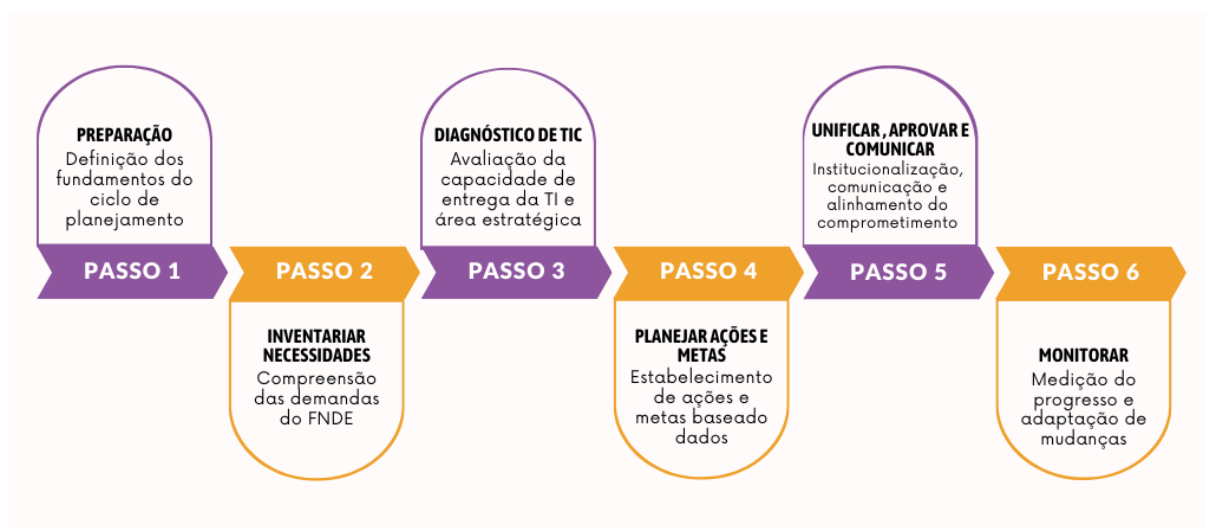 PREPARAÇÃO
Definição dos
fundamentos do
ciclo de
planejamento
PASSO 1
PASSO 2
INVENTARIAR
NECESSIDADES
Compreensão
das demandas
do FNDE
DIAGNÓSTICO DE TIC
Avaliação da
capacidade de
entrega da TI e
área estratégica
PASSO 3
PASSO 4
PLANEJAR AÇÕES E
METAS
Estabelecimento
de ações e
metas baseado
dados
UNIFICAR , APROVAR E
COMUNICAR
Institucionalização,
comunicação e
alinhamento do
comprometimento
PASSO 5
PASSO 6
MONITORAR
Medição do
progresso e
adaptação de
mudanças